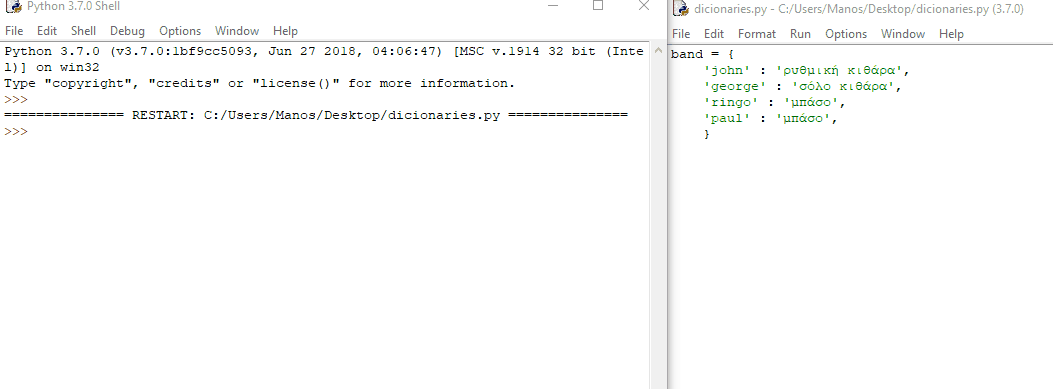 Python 3.7.0 Shell
File Edit Shell Debug Options Window Help
Python 3.7.0 (v3.7.0:1bf9cc5093, Jun 27 2018, 04:06:47) [MSC v.1914 32 bit (Inte
l)] on win32
Type "copyright", "credits" or "license()" for more information.
>>>
=============== RESTART: C:/Users/Manos/Desktop/dicionaries.py ===============
>>>
dicionaries.py - C:/Users/Manos/Desktop/dicionaries.py (3.7.0)
File Edit Format Run Options Window Help
band = {
'john' : 'ρυθμική κιθάρα',
'george' : 'σόλο κιθάρα',
'ringo' : 'μπάσο',
'paul' : 'μπάσο',
}